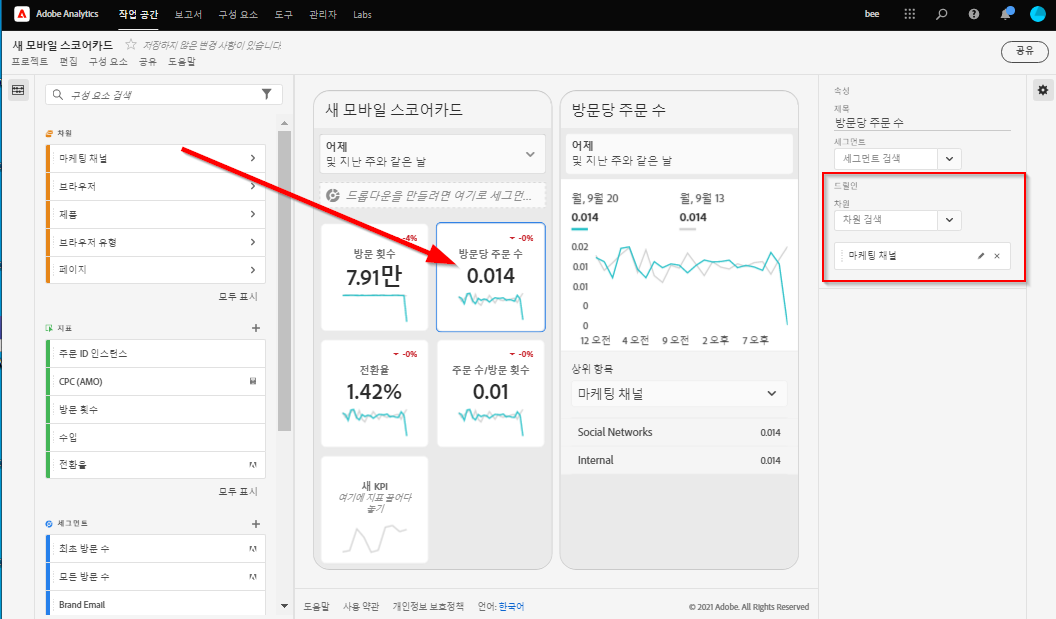 Adobe Analytics 작업 공간 보고서 구성 요소 도구 관리자 Labs bee
새 모바일 스코어카드 저장하지 않은 변경 사항이 있습니다.
공유
프로젝트 편집 구성 요소 공유 도움말
구성 요소 검색
차원
마케팅 채널
브라우저
제품
브라우저 유형
페이지
모두 표시
지표
주문 ID 인스턴스
CPC (AMO)
방문 횟수
수입
전환율
모두 표시
세그먼트
최초 방문 수
모든 방문 수
Brand Email
새 모바일 스코어카드
어제
및 지난 주와 같은 날
드롭다운을 만들려면 여기로 세그먼...
-4%
방문 횟수
7.91만
-0%
방문당 주문 수
0.014
-0%
전환율
1.42%
-0%
주문 수/방문 횟수
0.01
새 KPI
여기에 지표 끌어다
놓기
방문당 주문 수
어제
및 지난 주와 같은 날
월, 9월 20 월, 9월 13
0.014 0.014
0.02
0.01
0.01
0
0
12 오전 4 오전 9 오전 2 오후 7 오후
상위 항목
마케팅 채널
Social Networks 0.014
Internal 0.014
속성
제목
방문당 주문 수
세그먼트
세그먼트 검색
드릴인
차원
차원 검색
마케팅 채널
도움말 사용 약관 개인정보 보호정책 언어: 한국어
© 2021 Adobe. All Rights Reserved